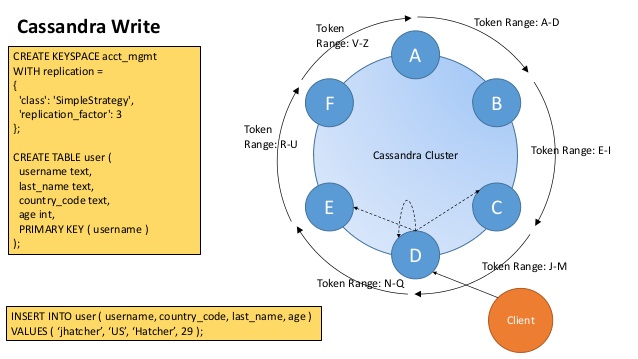 Cassandra Write
CREATE KEYSPACE acct_mgmt
WITH replication =
{
'class': 'SimpleStrategy',
'replication_factor': 3
};
CREATE TABLE user (
username text,
last_name text,
country_code text,
age int,
PRIMARY KEY ( username )
);
INSERT INTO user ( username, country_code, last_name, age )
VALUES ( ‘jhatcher’, ‘US’, ‘Hatcher’, 29 );
Token
Range: V-Z
Token Range: A-D
A
F
B
Token
Range: R-U
Cassandra Cluster
Token Range: E-I
E
C
D
Token Range: N-Q
Token Range: J-M
Client